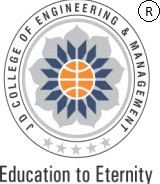 ®
J D COLLEGE OF ENGINEERING & MANAGEMENT
Education to Eternity